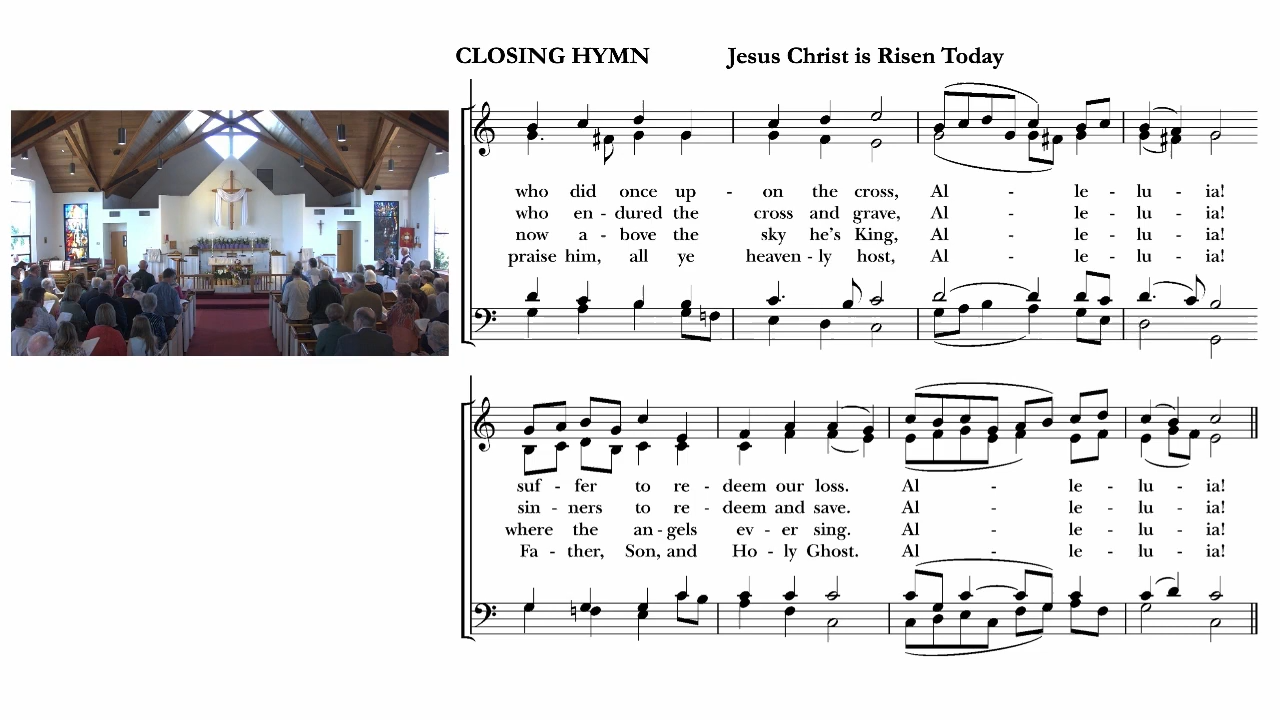 CLOSING HYMN Jesus Christ is Risen Today
who did once up - on the cross, Al - le - lu - ia!
who en - dured the cross and grave, Al - le - lu - ia!
now a - bove the sky he's King, Al - le - lu - ia!
praise him, all ye heaven - ly host, Al - le - lu - ia!
suf - fer to re - deem our loss. Al - le - lu - ia!
sin - ners to re - deem and save. Al - le - lu - ia!
where the an - gels ev - er sing. Al - le - lu - ia!
Fa - ther, Son, and Ho - ly Ghost. Al - le - lu - ia!